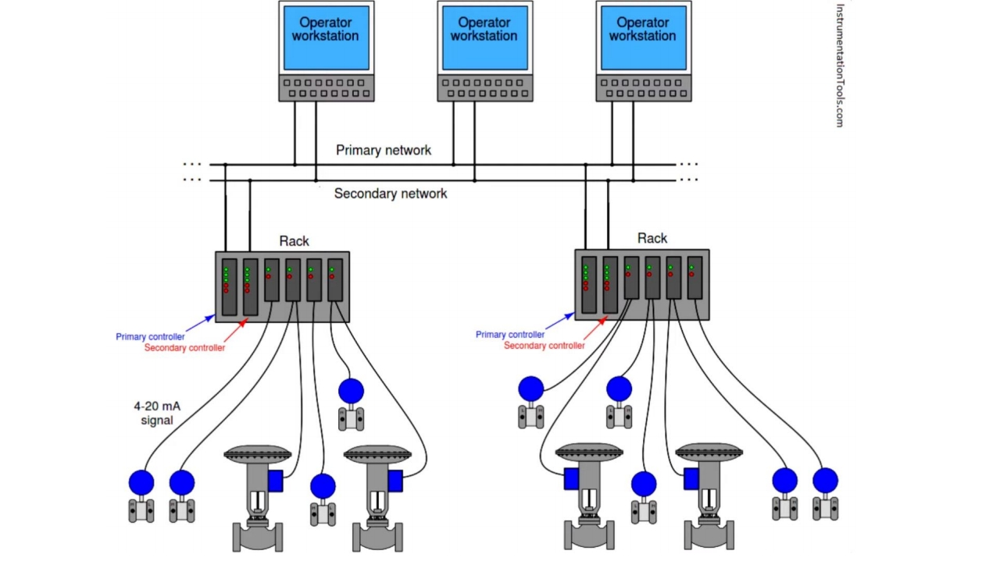 Operator
workstation
Operator
workstation
Operator
workstation
InstrumentationTools.com
Primary network
Secondary network
Rack
Rack
Primary controller
Secondary controller
Primary controller
Secondary controller
4-20 mA
signal